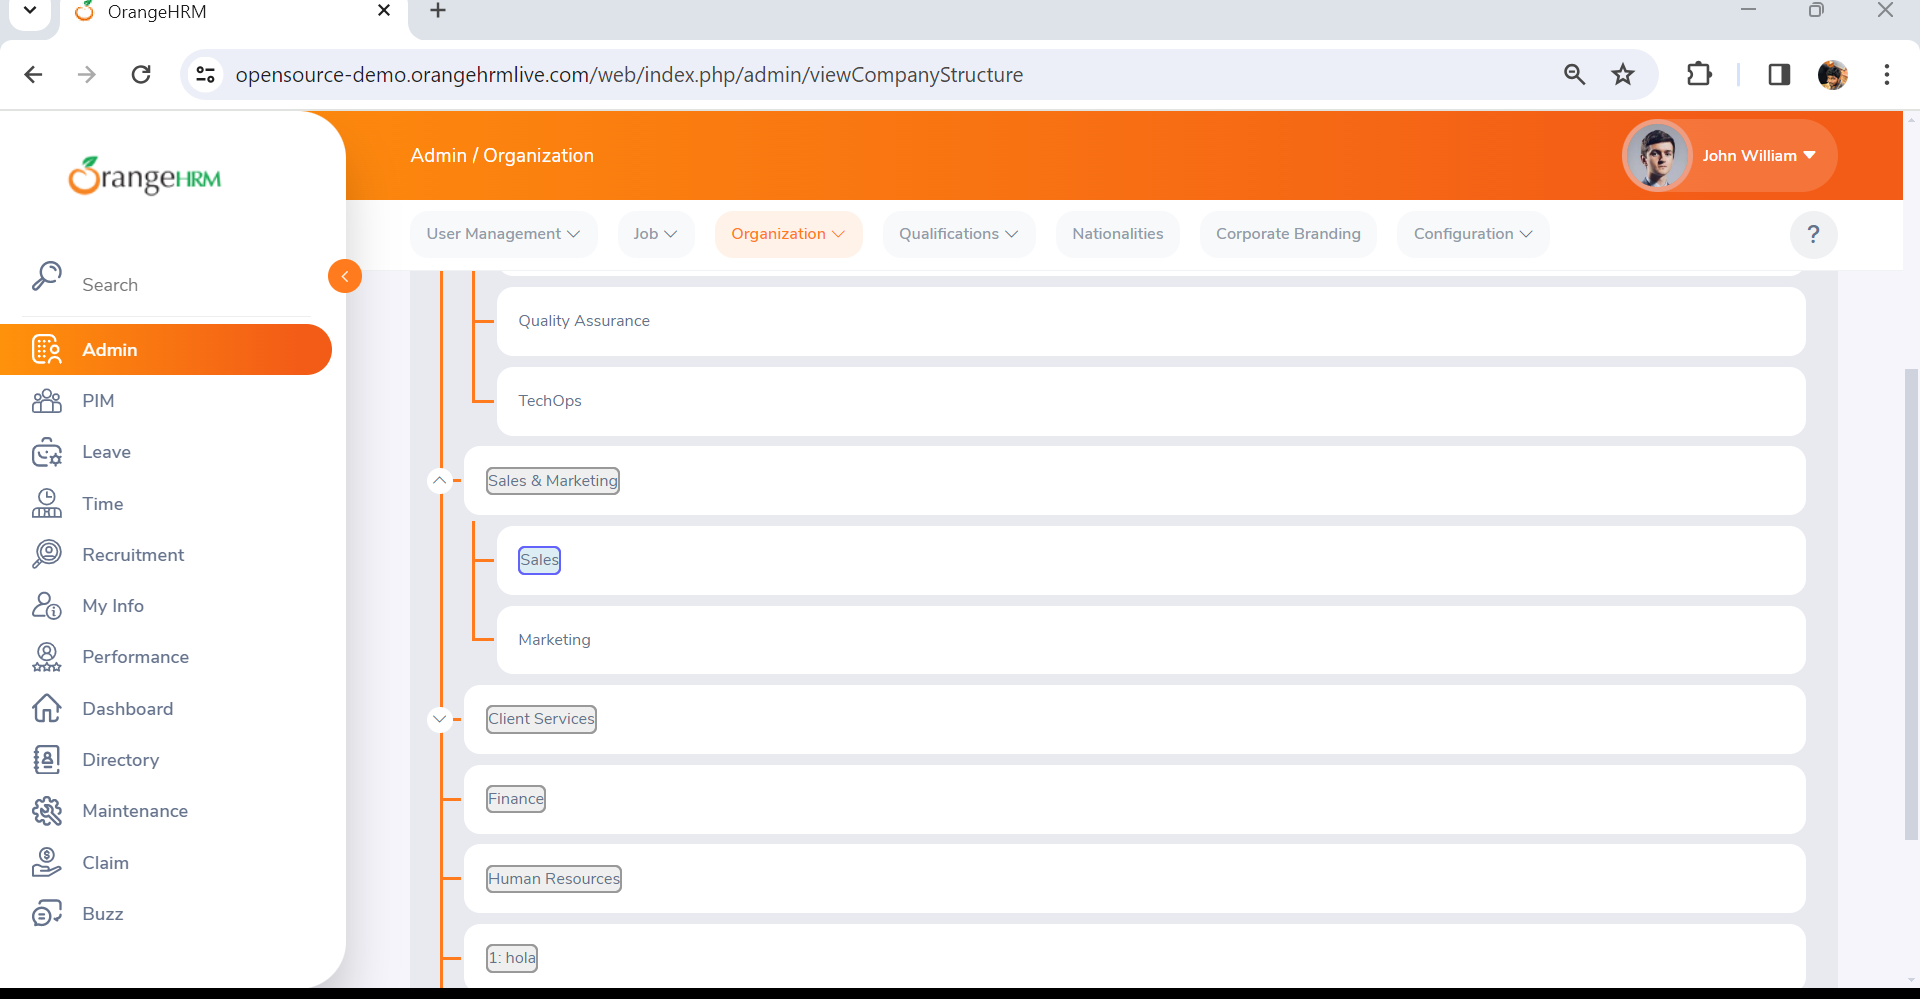 OrangeHRM
opensource-demo.orangehrmlive.com/web/index.php/admin/viewCompanyStructure
OrangeHRM
Admin / Organization
John William
User Management
Job
Organization
Qualifications
Nationalities
Corporate Branding
Configuration
?
Search
Admin
PIM
Leave
Time
Recruitment
My Info
Performance
Dashboard
Directory
Maintenance
Claim
Buzz
Quality Assurance
TechOps
Sales & Marketing
Sales
Marketing
Client Services
Finance
Human Resources
1: hola